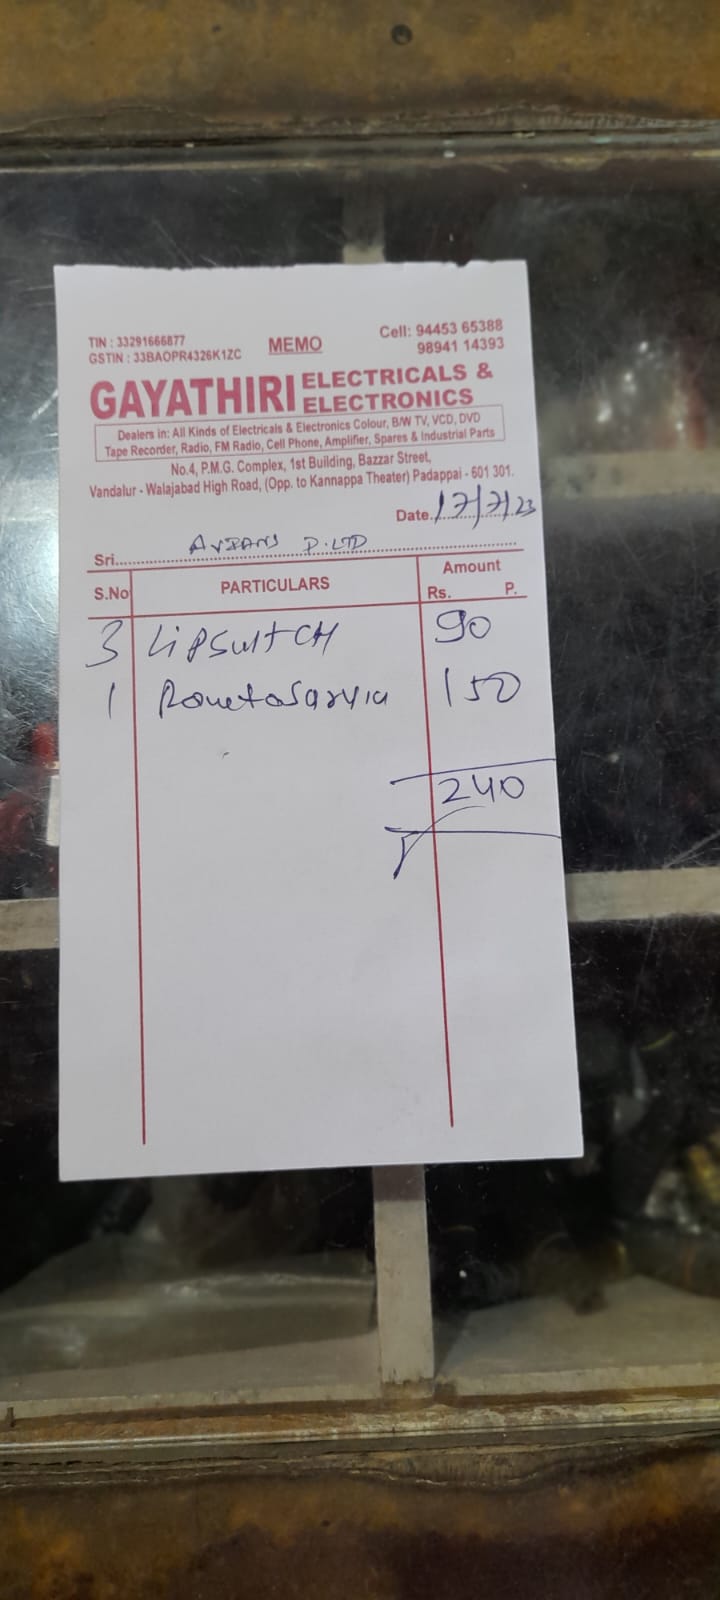 TIN : 33291666877
GSTIN : 33BAOPR4326K1ZC
MEMO
Cell: 94453 65388
98941 14393
GAYATHIRI ELECTRICALS & ELECTRONICS
Dealers in: All Kinds of Electricals & Electronics Colour, B/W TV, VCD, DVD
Tape Recorder, Radio, FM Radio, Cell Phone, Amplifier, Spares & Industrial Parts
No.4, P.M.G. Complex, 1st Building, Bazzar Street,
Vandalur - Walajabad High Road, (Opp. to Kannappa Theater) Padappai - 601 301.
Date. 17/7/23
Sri. P.LTD
S.No PARTICULARS Amount
Rs. P.
3 LIPSWITCH 90
1 150
240